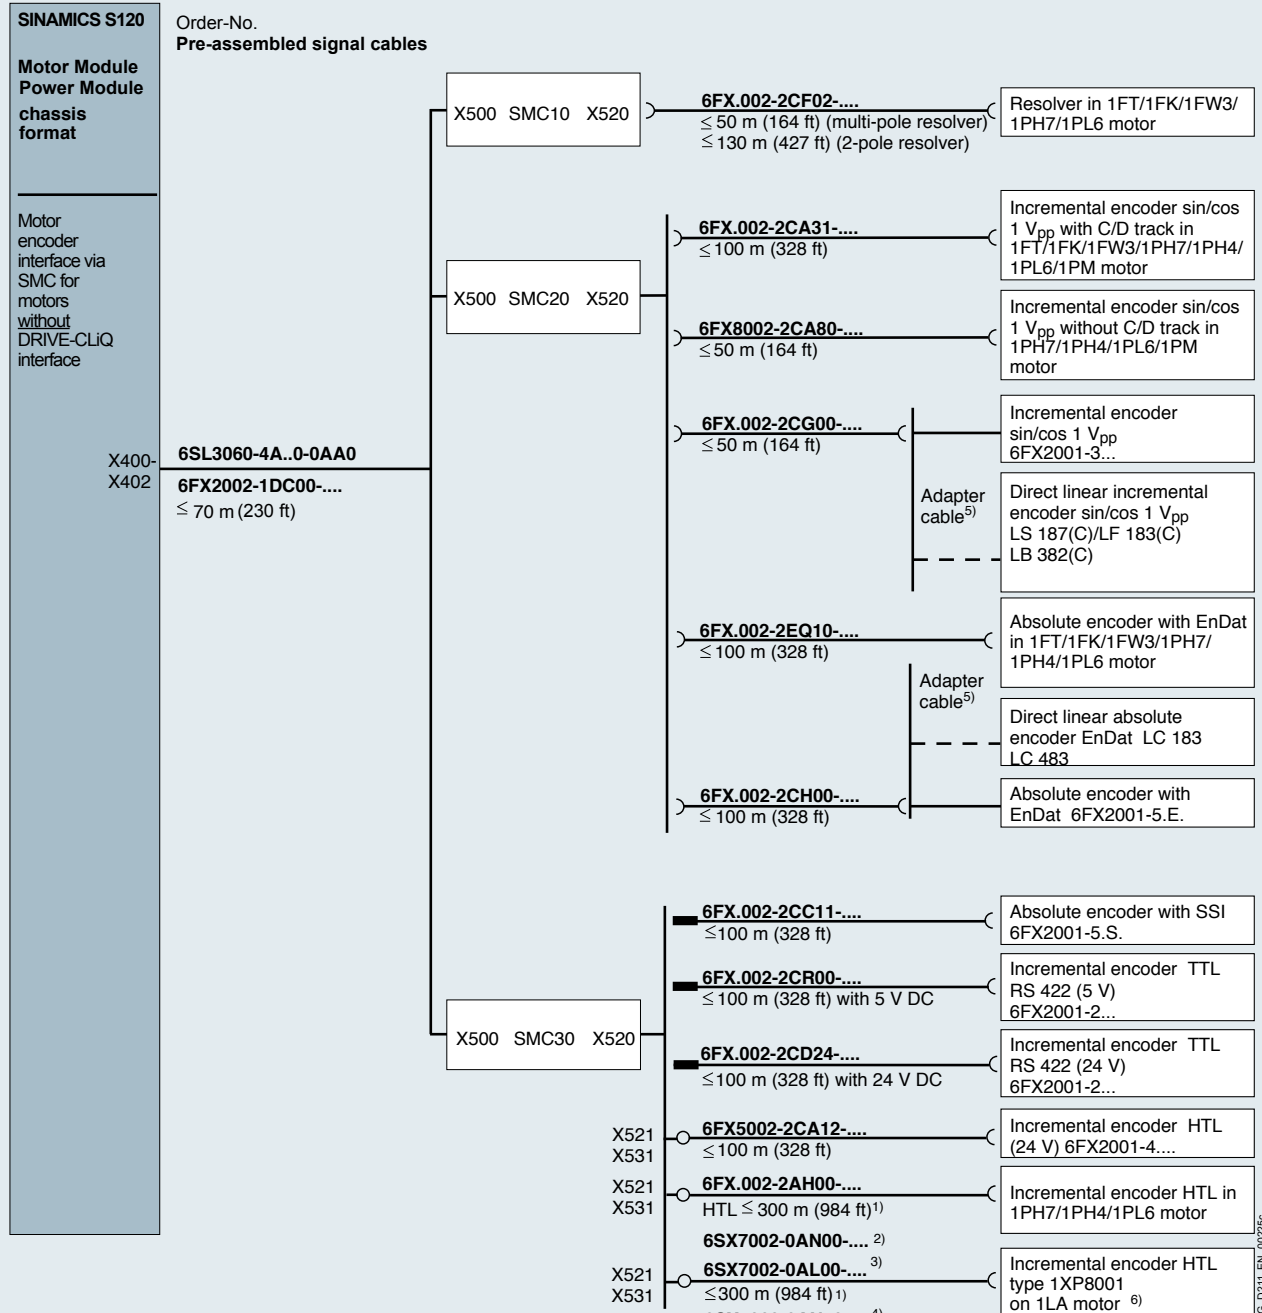 SINAMICS S120
Motor Module
Power Module
chassis
format
Motor
encoder
interface via
SMC for
motors
without
DRIVE-CLiQ
interface
X400-
X402
Order-No.
Pre-assembled signal cables
6SL3060-4A..0-0AA0
6FX2002-1DC00-....
≤ 70 m (230 ft)
X500 SMC10 X520
6FX.002-2CF02-....
≤ 50 m (164 ft) (multi-pole resolver)
≤ 130 m (427 ft) (2-pole resolver)
Resolver in 1FT/1FK/1FW3/
1PH7/1PL6 motor
X500 SMC20 X520
6FX.002-2CA31-....
≤ 100 m (328 ft)
Incremental encoder sin/cos
1 Vpp with C/D track in
1FT/1FK/1FW3/1PH7/1PH4/
1PL6/1PM motor
6FX8002-2CA80-....
≤ 50 m (164 ft)
Incremental encoder sin/cos
1 Vpp without C/D track in
1PH7/1PH4/1PL6/1PM
motor
6FX.002-2CG00-....
≤ 50 m (164 ft)
Incremental encoder
sin/cos 1 Vpp
6FX2001-3...
Adapter
cable5)
Direct linear incremental
encoder sin/cos 1 Vpp
LS 187(C)/LF 183(C)
LB 382(C)
6FX.002-2EQ10-....
≤ 100 m (328 ft)
Absolute encoder with EnDat
in 1FT/1FK/1FW3/1PH7/
1PH4/1PL6 motor
Adapter
cable5)
Direct linear absolute
encoder EnDat LC 183
LC 483
6FX.002-2CH00-....
≤ 100 m (328 ft)
Absolute encoder with
EnDat 6FX2001-5.E.
X500 SMC30 X520
6FX.002-2CC11-....
≤100 m (328 ft)
Absolute encoder with SSI
6FX2001-5.S.
6FX.002-2CR00-....
≤ 100 m (328 ft) with 5 V DC
Incremental encoder TTL
RS 422 (5 V)
6FX2001-2...
6FX.002-2CD24-....
≤100 m (328 ft) with 24 V DC
Incremental encoder TTL
RS 422 (24 V)
6FX2001-2...
X521
X531
6FX5002-2CA12-....
≤ 100 m (328 ft)
Incremental encoder HTL
(24 V) 6FX2001-4....
X521
X531
6FX.002-2AH00-....
HTL ≤ 300 m (984 ft)1)
Incremental encoder HTL in
1PH7/1PH4/1PL6 motor
6SX7002-0AN00-.... 2)
X521
X531
6SX7002-0AL00-.... 3)
≤300 m (984 ft)1)
Incremental encoder HTL
type 1XP8001
on 1LA motor 6)